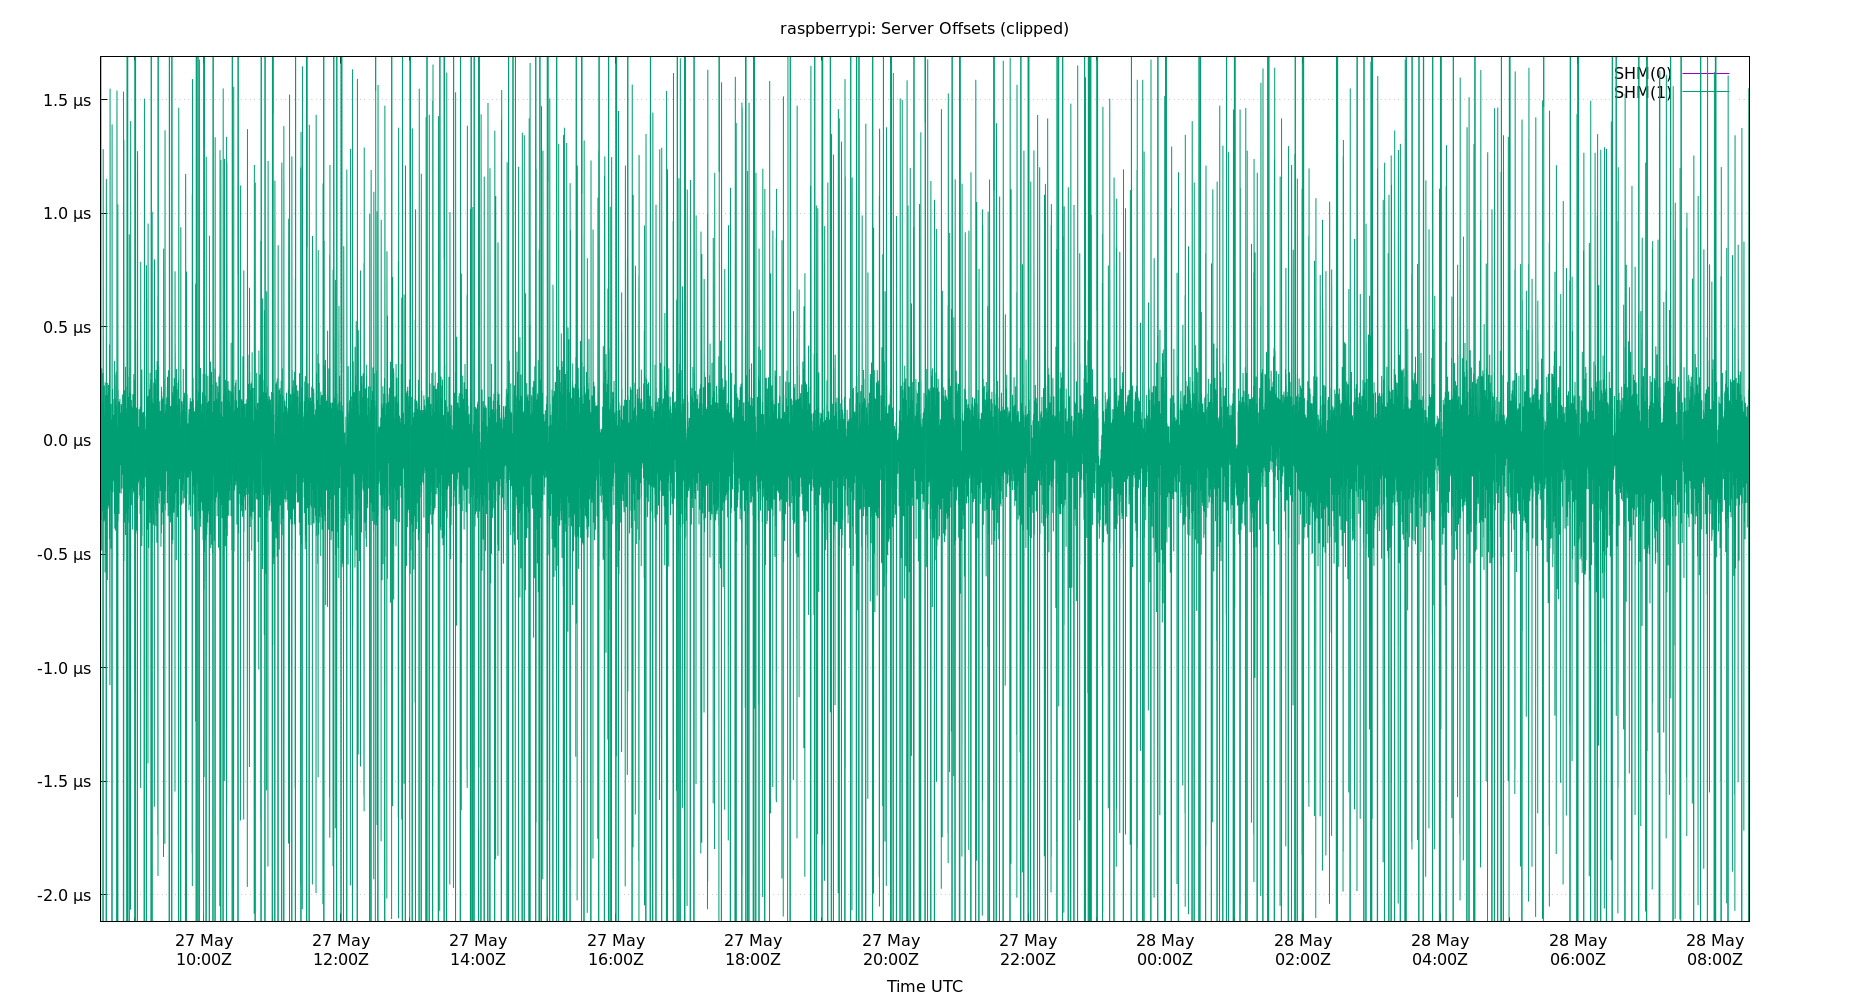 raspberrypi: Server Offsets (clipped)
SHM(0)
SHM(1)
1.5 µs
1.0 µs
0.5 µs
0.0 µs
-0.5 µs
-1.0 µs
-1.5 µs
-2.0 µs
27 May 27 May 27 May 27 May 27 May 27 May 27 May 28 May 28 May 28 May 28 May 28 May
10:00Z 12:00Z 14:00Z 16:00Z 18:00Z 20:00Z 22:00Z 00:00Z 02:00Z 04:00Z 06:00Z 08:00Z
Time UTC